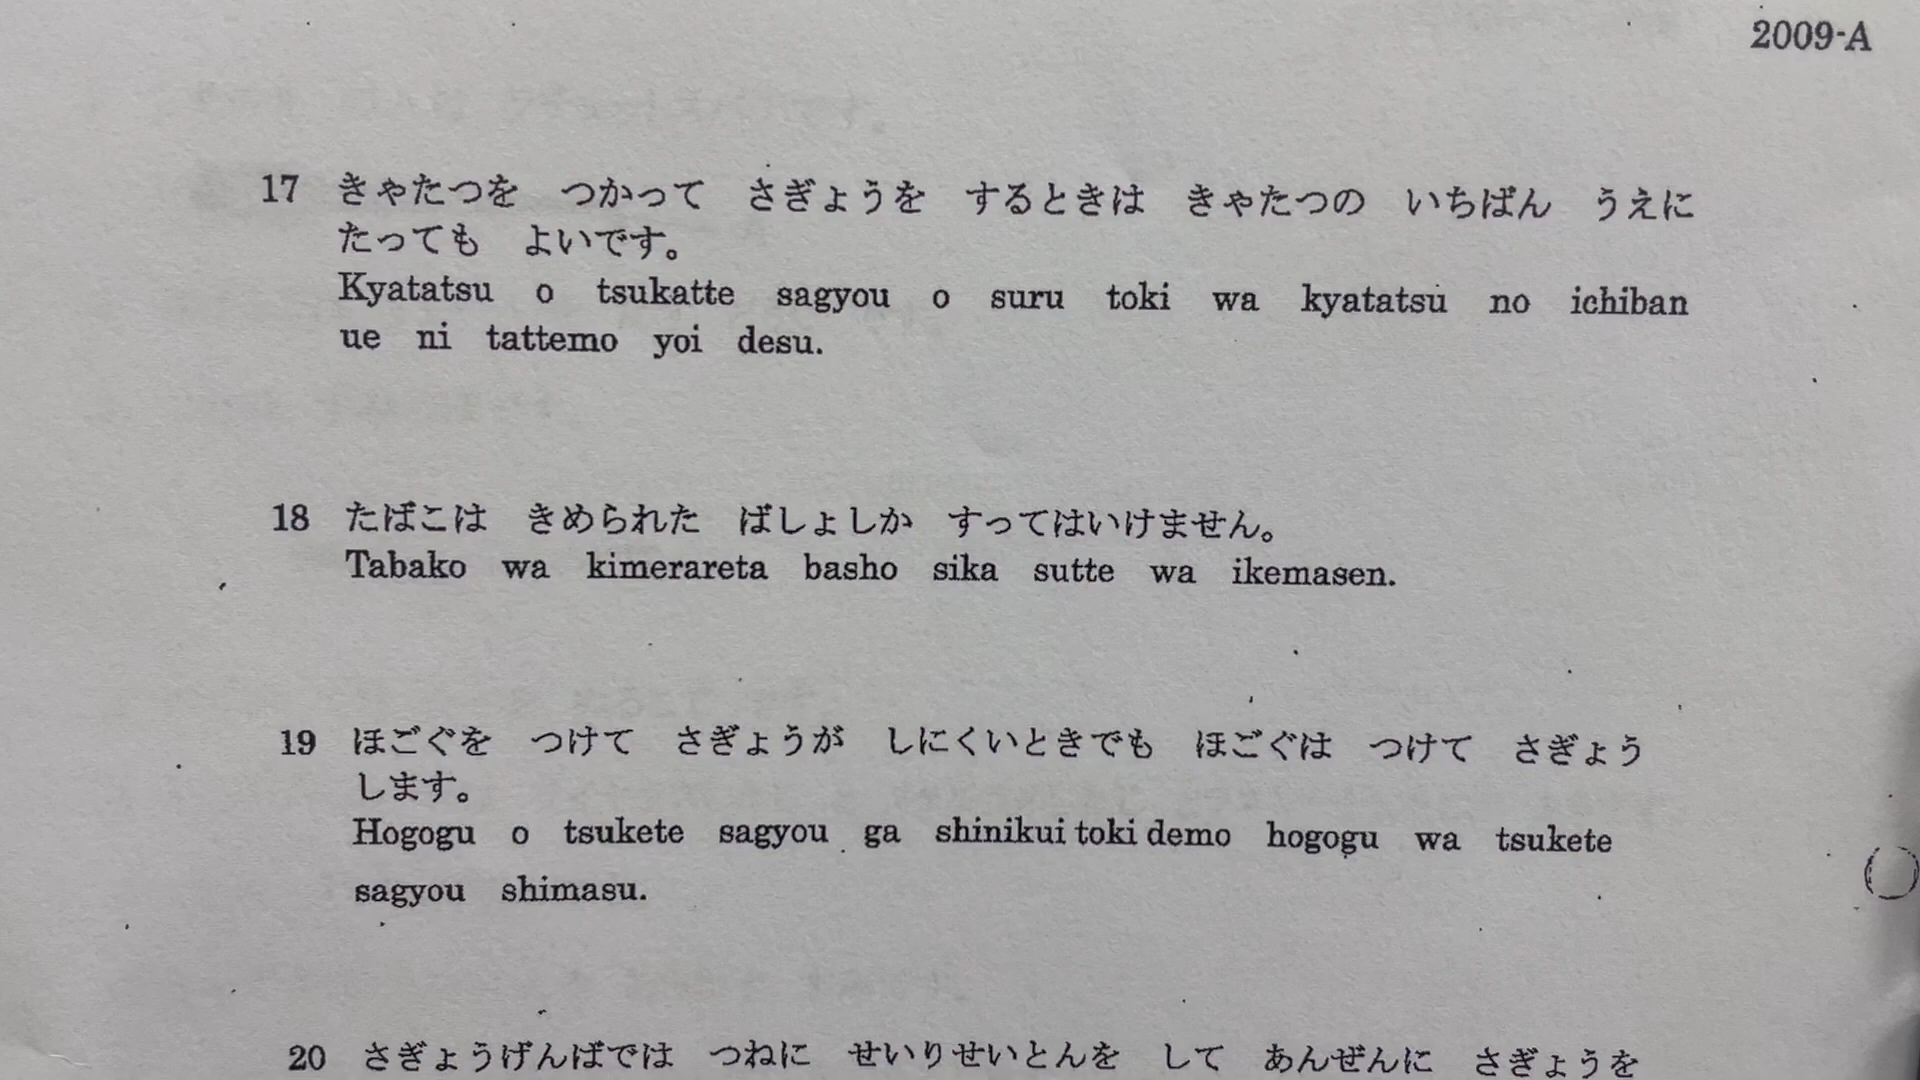 2009-A
17 きゃたつを つかって さぎょうを するときは きゃたつの いちばん うえに
たっても よいです。
Kyatatsu o tsukatte sagyou o suru toki wa kyatatsu no ichiban
ue ni tattemo yoi desu.
18 たばこは きめられた ばしょしか すってはいけません。
Tabako wa kimerareta basho sika sutte wa ikemasen.
19 ほごぐを つけて さぎょうが しにくいときでも ほごぐは つけて さぎょう
します。
Hogogu o tsukete sagyou ga shinikui toki demo hogogu wa tsukete
sagyou shimasu.
20 さぎょうげんばでは つねに せいりせいとんを して あんぜんに さぎょうを